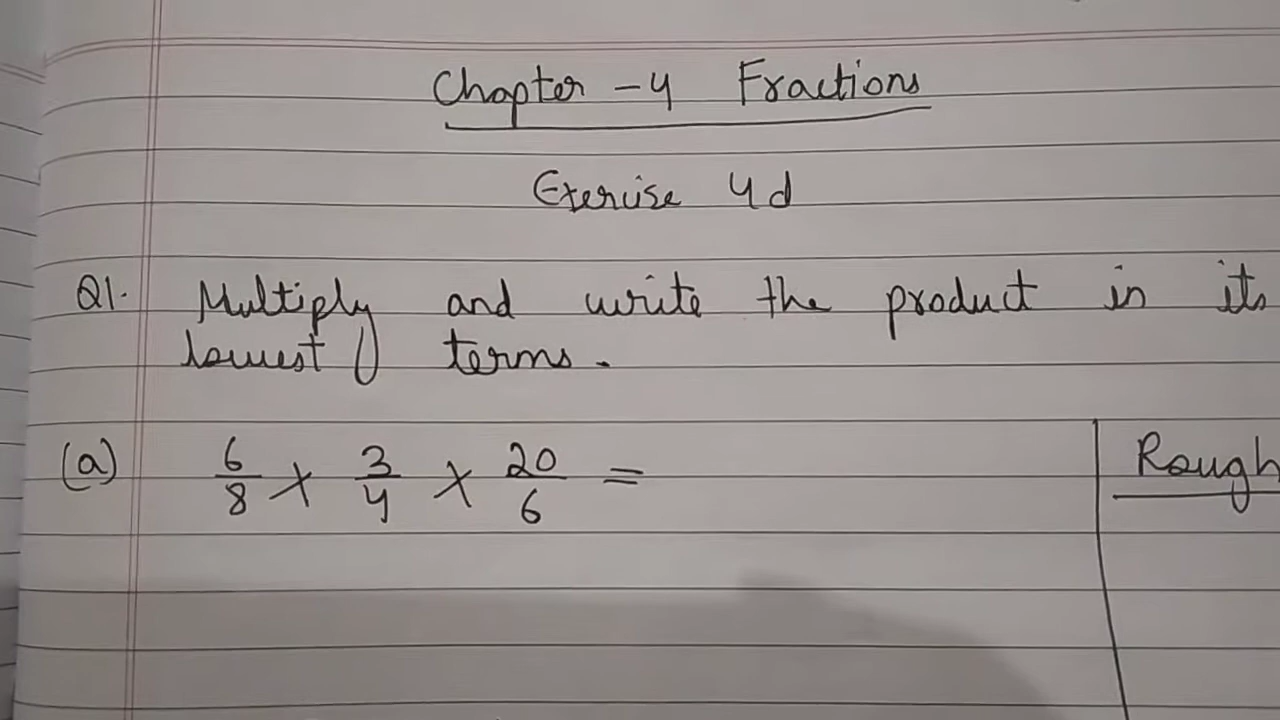 Chapter - 4 Fractions
Exercise 4d
Q1. Multiply and write the product in its
lowest terms.
(a) 6/8 × 3/4 × 20/6 =
Rough